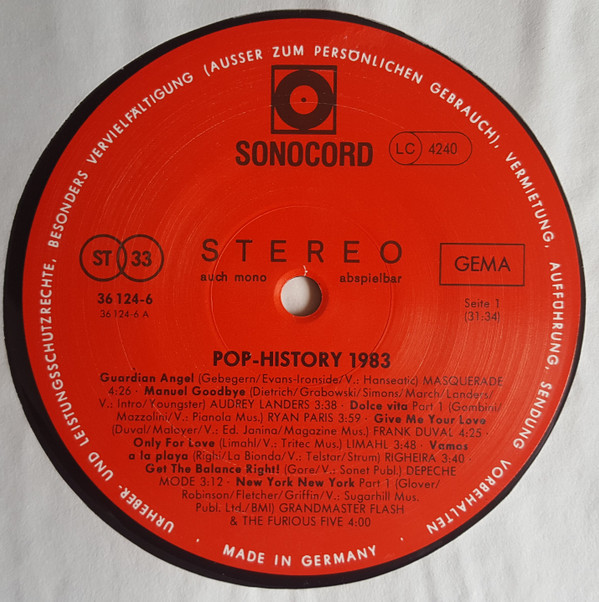 URHEBER- UND LEISTUNGSSCHUTZRECHTE, BESONDERS VERVIELFÄLTIGUNG (AUSSER ZUM PERSÖNLICHEN GEBRAUCH), VERMIETUNG, AUFFÜHRUNG, SENDUNG VORBEHALTEN
SONOCORD
LC 4240
ST 33
STEREO
auch mono abspielbar
GEMA
36 124-6
36 124-6 A
Seite 1
(31:34)
POP-HISTORY 1983
Guardian Angel (Gebegern/Evans-Ironside/V.: Hanseatic) MASQUERADE
4:26 · Manuel Goodbye (Dietrich/Grabowski/Simons/March/Landers/
V.: Intro/Youngster) AUDREY LANDERS 3:38 · Dolce vita Part 1 (Gombini/
Mazzolini/V.: Pianola Mus.) RYAN PARIS 3:59 · Give Me Your Love
(Duval/Maloyer/V.: Ed. Janina/Magazine Mus.) FRANK DUVAL 4:25 ·
Only For Love (Limahl/V.: Tritec Mus.) LIMAHL 3:48 · Vamos
a la playa (Righi/La Bionda/V.: Telstar/Strum) RIGHEIRA 3:40 ·
Get The Balance Right! (Gore/V.: Sonet Publ.) DEPECHE
MODE 3:12 · New York New York Part 1 (Glover/
Robinson/Fletcher/Griffin/V.: Sugarhill Mus.
Publ. Ltd./BMI) GRANDMASTER FLASH
& THE FURIOUS FIVE 4:00
· MADE IN GERMANY ·